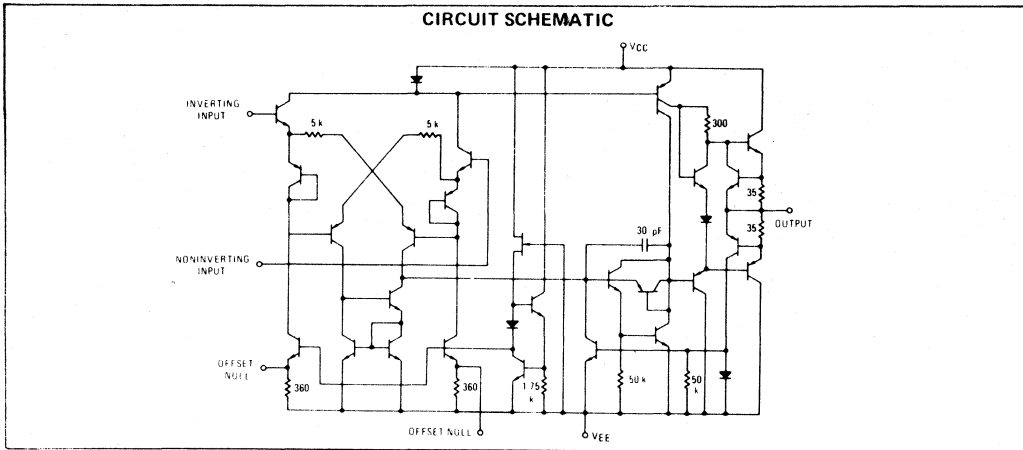 CIRCUIT SCHEMATIC
VCC
INVERTING
INPUT
5 k
5 k
300
35
OUTPUT
35
30 pF
NONINVERTING
INPUT
OFFSET
NULL
360
360
1.75
k
50 k
50
k
OFFSET NULL
VEE